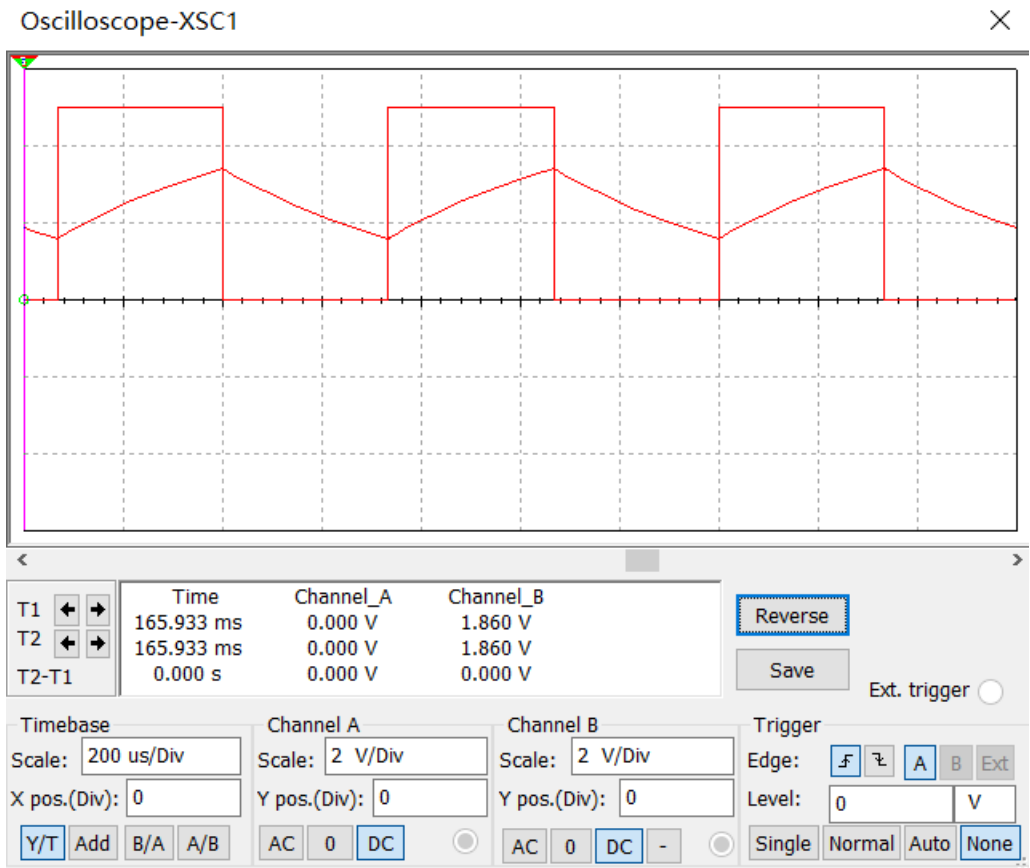 Oscilloscope-XSC1
Time Channel_A Channel_B
T1 165.933 ms 0.000 V 1.860 V
T2 165.933 ms 0.000 V 1.860 V
T2-T1 0.000 s 0.000 V 0.000 V
Reverse
Save
Ext. trigger
Timebase
Scale: 200 us/Div
X pos.(Div): 0
Y/T Add B/A A/B
Channel A
Scale: 2 V/Div
Y pos.(Div): 0
AC 0 DC
Channel B
Scale: 2 V/Div
Y pos.(Div): 0
AC 0 DC -
Trigger
Edge: A B Ext
Level: 0 V
Single Normal Auto None